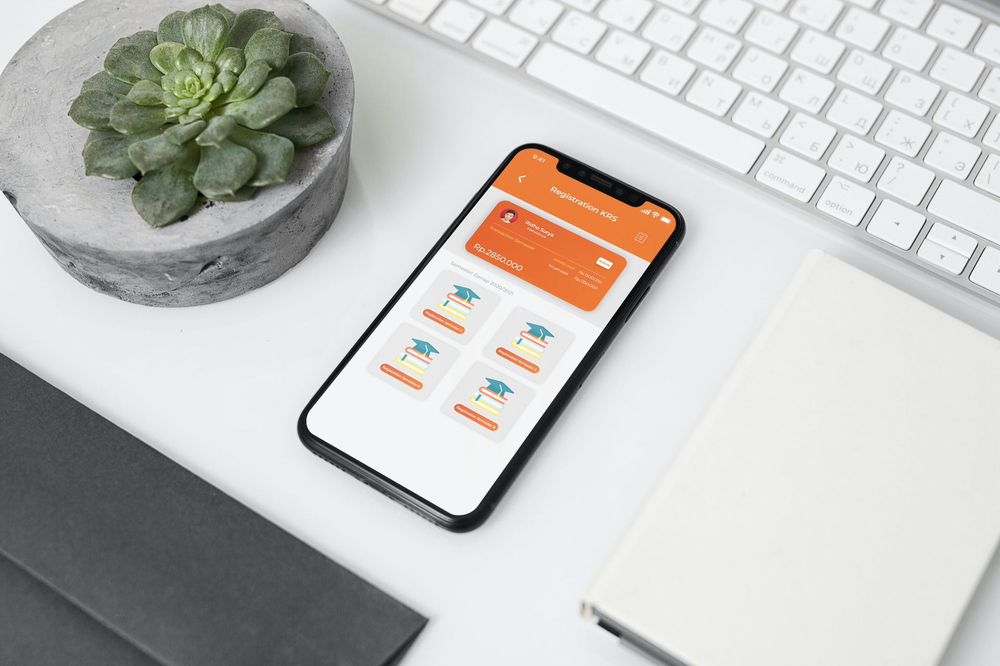 9:41
Registration KRS
Ridho Surya
Mahasiswa
Active
Transaction Semester
Rp.2850.000
already paid Rp.1500.000
no yet paid Rp.1350.000
Semester Genap 2020/2021
Registration Semester 2
Registration Semester 4
Registration Semester 6
Registration Semester 8
option
command
C С
V М
B И
N Т
M Ь
< , Б
> . Ю
? /
K Л
L Д
: ; Ж
" ' Э
J О
H Р
G П
I Ш
O Щ
P З
{ [ Х
⌘
command
⌥
option